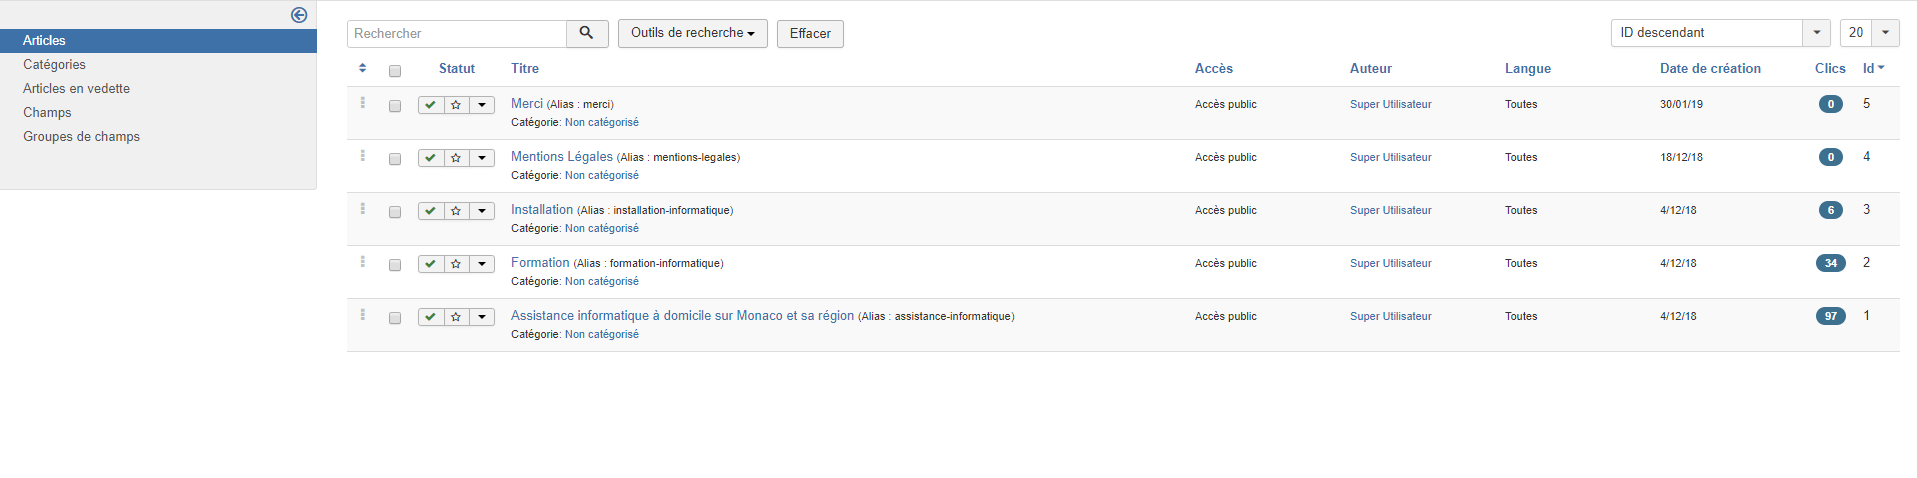 Articles
Catégories
Articles en vedette
Champs
Groupes de champs
Rechercher
Outils de recherche
Effacer
ID descendant
20
Statut Titre Accès Auteur Langue Date de création Clics Id
Merci (Alias : merci) Accès public Super Utilisateur Toutes 30/01/19 0 5
Catégorie: Non catégorisé
Mentions Légales (Alias : mentions-legales) Accès public Super Utilisateur Toutes 18/12/18 0 4
Catégorie: Non catégorisé
Installation (Alias : installation-informatique) Accès public Super Utilisateur Toutes 4/12/18 6 3
Catégorie: Non catégorisé
Formation (Alias : formation-informatique) Accès public Super Utilisateur Toutes 4/12/18 34 2
Catégorie: Non catégorisé
Assistance informatique à domicile sur Monaco et sa région (Alias : assistance-informatique) Accès public Super Utilisateur Toutes 4/12/18 97 1
Catégorie: Non catégorisé